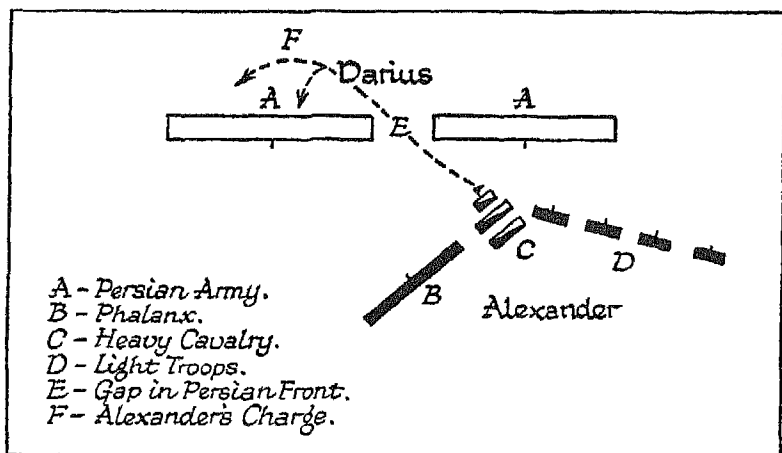 F
Darius
A
A
E
C
D
B
Alexander
A – Persian Army.
B – Phalanx.
C – Heavy Cavalry.
D – Light Troops.
E – Gap in Persian Front.
F – Alexander's Charge.